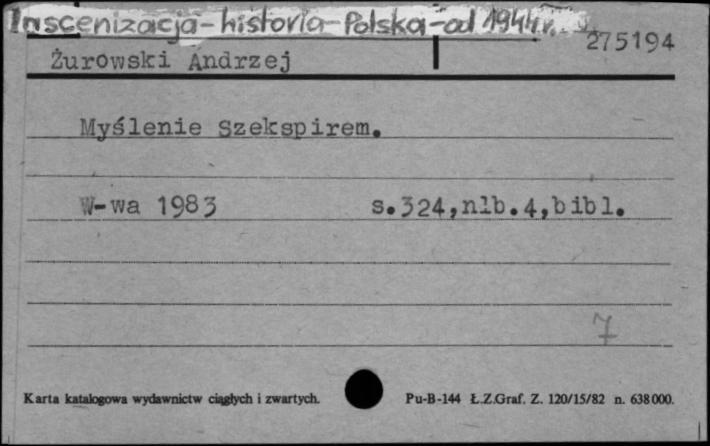 Inscenizacja-historia-Polska-od 1944r.
275194
Żurowski Andrzej
Myślenie Szekspirem.
W-wa 1983 s.324,nlb.4,bibl.
7
Karta katalogowa wydawnictw ciągłych i zwartych. Pu-B-144 Ł.Z.Graf. Z. 120/15/82 n. 638000.